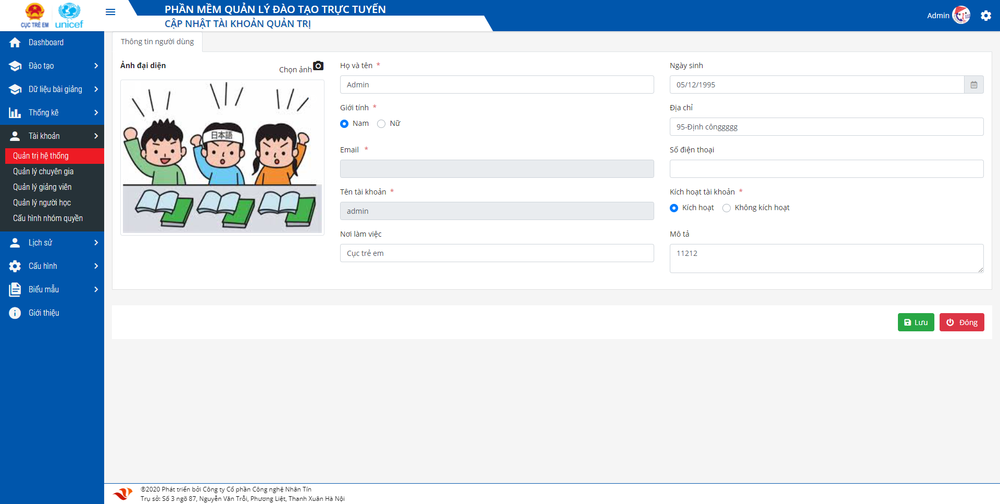 CỤC TRẺ EM
unicef
PHẦN MỀM QUẢN LÝ ĐÀO TẠO TRỰC TUYẾN
CẬP NHẬT TÀI KHOẢN QUẢN TRỊ
Admin
Dashboard
Đào tạo
Dữ liệu bài giảng
Thống kê
Tài khoản
Quản trị hệ thống
Quản lý chuyên gia
Quản lý giảng viên
Quản lý người học
Cấu hình nhóm quyền
Lịch sử
Cấu hình
Biểu mẫu
Giới thiệu
Thông tin người dùng
Ảnh đại diện
Chọn ảnh
日本語
Họ và tên *
Admin
Giới tính *
Nam Nữ
Email *
Tên tài khoản *
admin
Nơi làm việc
Cục trẻ em
Ngày sinh
05/12/1995
Địa chỉ
95-Định cônggggg
Số điện thoại
Kích hoạt tài khoản *
Kích hoạt Không kích hoạt
Mô tả
11212
Lưu Đóng
®2020 Phát triển bởi Công ty Cổ phần Công nghệ Nhân Tín
Trụ sở: Số 3 ngõ 87, Nguyễn Văn Trỗi, Phương Liệt, Thanh Xuân Hà Nội